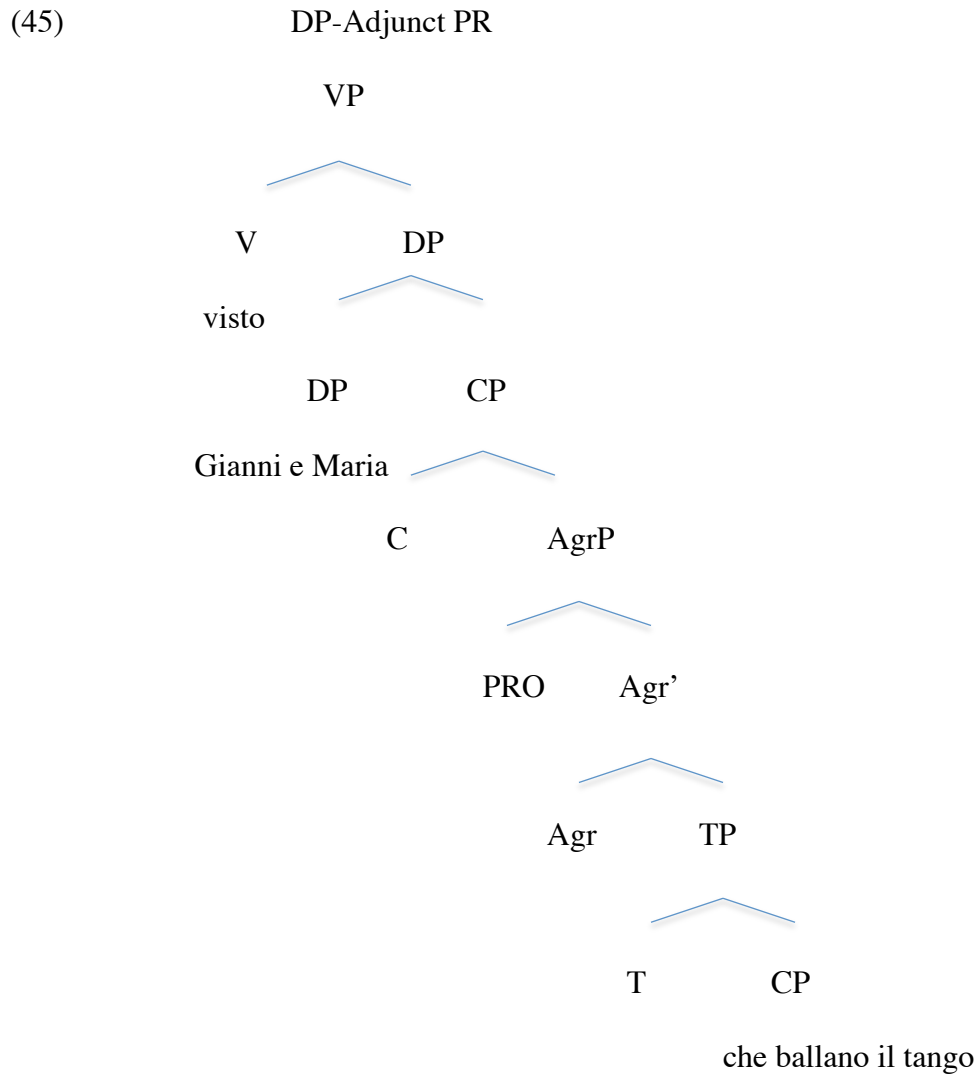 (45) DP-Adjunct PR
VP
V DP
visto
DP CP
Gianni e Maria
C AgrP
PRO Agr’
Agr TP
T CP
che ballano il tango